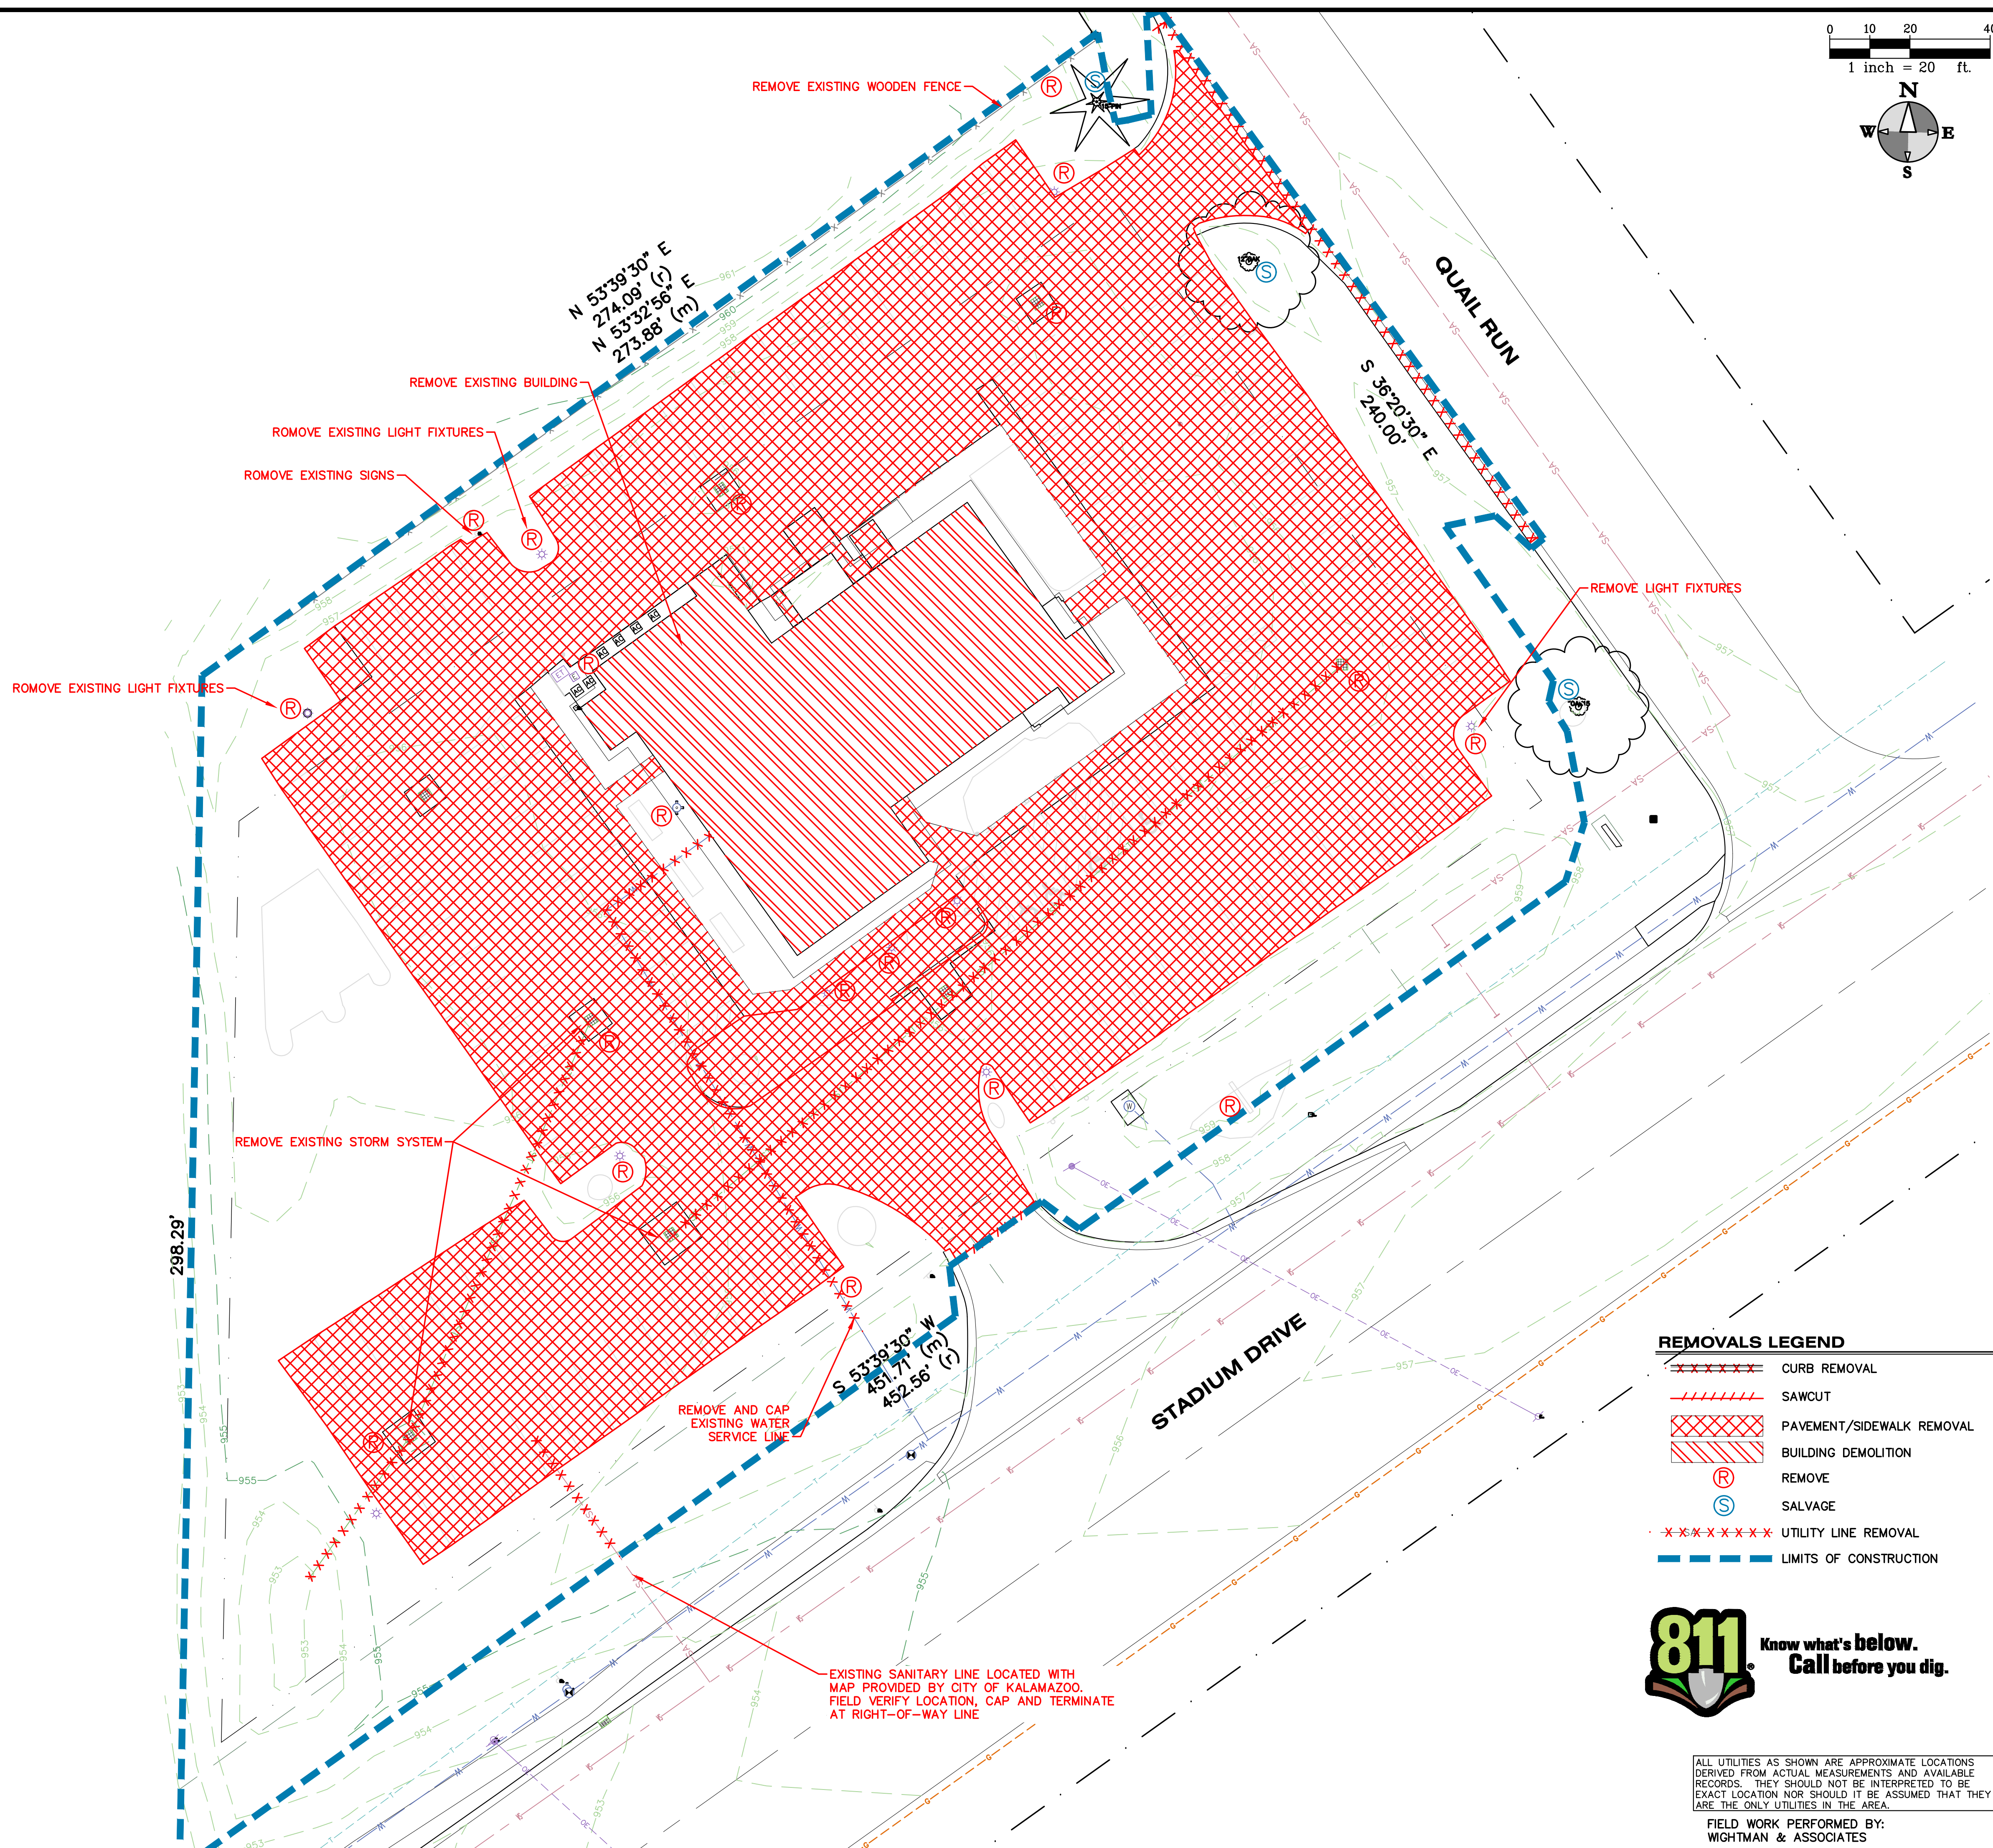 0 10 20 40
1 inch = 20 ft.
N
W E
S
REMOVE EXISTING WOODEN FENCE
N 53°39'30" E
274.09' (r)
N 53°32'56" E
273.88' (m)
961
960
959
958
QUAIL RUN
S 36°20'30" E
240.00'
REMOVE EXISTING BUILDING
ROMOVE EXISTING LIGHT FIXTURES
ROMOVE EXISTING SIGNS
REMOVE LIGHT FIXTURES
ROMOVE EXISTING LIGHT FIXTURES
REMOVE EXISTING STORM SYSTEM
298.29'
S 53°39'30" W
451.71' (m)
452.56' (r)
STADIUM DRIVE
REMOVE AND CAP
EXISTING WATER
SERVICE LINE
EXISTING SANITARY LINE LOCATED WITH
MAP PROVIDED BY CITY OF KALAMAZOO.
FIELD VERIFY LOCATION, CAP AND TERMINATE
AT RIGHT-OF-WAY LINE
REMOVALS LEGEND
CURB REMOVAL
SAWCUT
PAVEMENT/SIDEWALK REMOVAL
BUILDING DEMOLITION
R REMOVE
S SALVAGE
UTILITY LINE REMOVAL
LIMITS OF CONSTRUCTION
811
Know what's below.
Call before you dig.
ALL UTILITIES AS SHOWN ARE APPROXIMATE LOCATIONS
DERIVED FROM ACTUAL MEASUREMENTS AND AVAILABLE
RECORDS. THEY SHOULD NOT BE INTERPRETED TO BE
EXACT LOCATION NOR SHOULD IT BE ASSUMED THAT THEY
ARE THE ONLY UTILITIES IN THE AREA.
FIELD WORK PERFORMED BY:
WIGHTMAN & ASSOCIATES